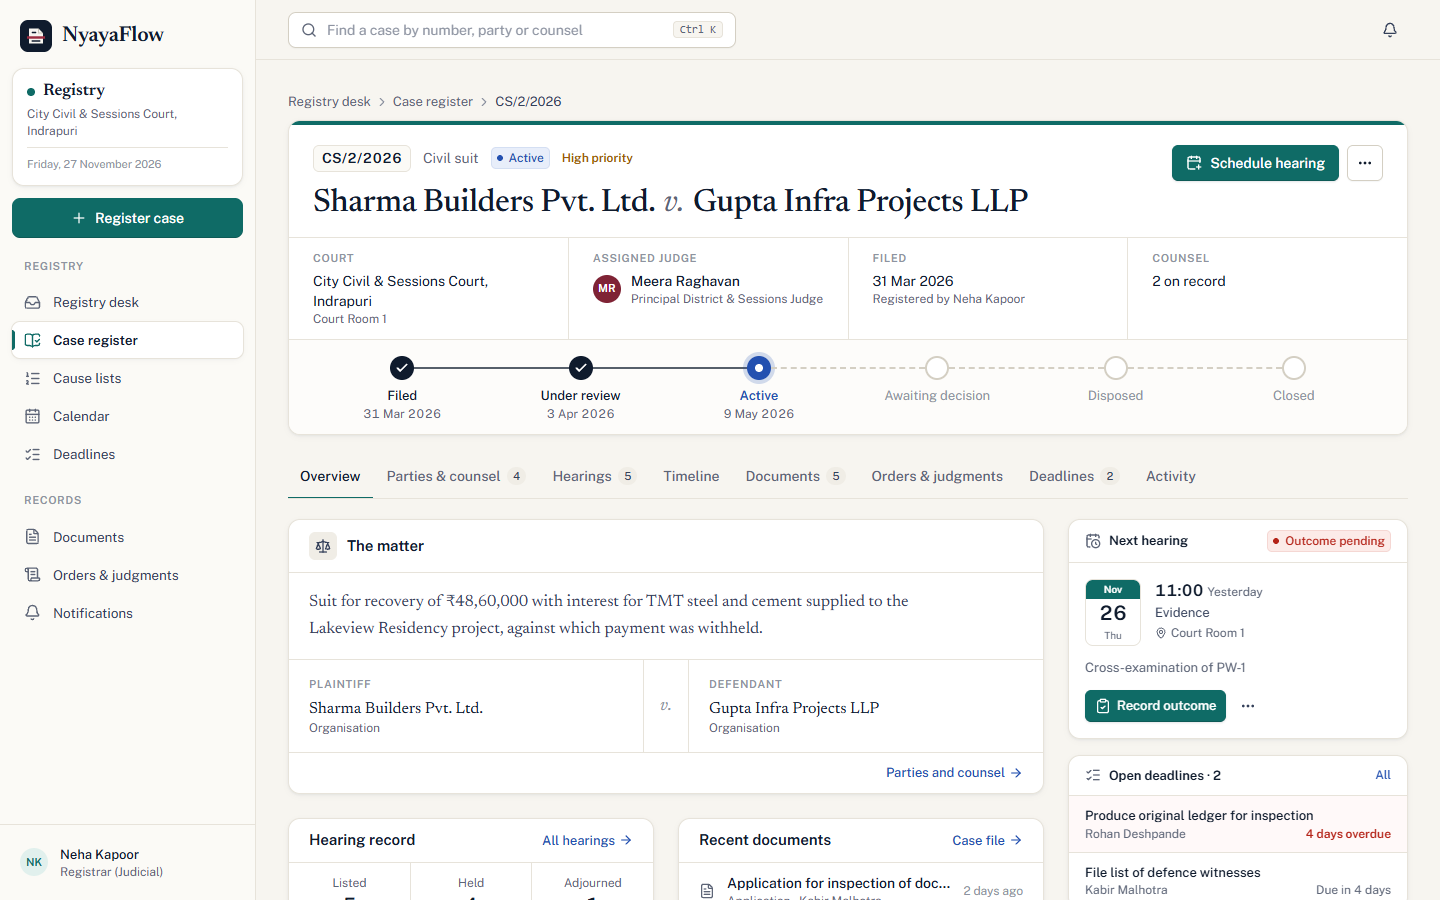 NyayaFlow
Registry
City Civil & Sessions Court,
Indrapuri
Friday, 27 November 2026
Register case
REGISTRY
Registry desk
Case register
Cause lists
Calendar
Deadlines
RECORDS
Documents
Orders & judgments
Notifications
NK
Neha Kapoor
Registrar (Judicial)
Find a case by number, party or counsel
Ctrl K
Registry desk > Case register > CS/2/2026
CS/2/2026 Civil suit Active High priority
Sharma Builders Pvt. Ltd. v. Gupta Infra Projects LLP
Schedule hearing
COURT
City Civil & Sessions Court,
Indrapuri
Court Room 1
ASSIGNED JUDGE
MR
Meera Raghavan
Principal District & Sessions Judge
FILED
31 Mar 2026
Registered by Neha Kapoor
COUNSEL
2 on record
Filed
31 Mar 2026
Under review
3 Apr 2026
Active
9 May 2026
Awaiting decision
Disposed
Closed
Overview Parties & counsel 4 Hearings 5 Timeline Documents 5 Orders & judgments Deadlines 2 Activity
The matter
Suit for recovery of ₹48,60,000 with interest for TMT steel and cement supplied to the
Lakeview Residency project, against which payment was withheld.
PLAINTIFF
Sharma Builders Pvt. Ltd.
Organisation
v.
DEFENDANT
Gupta Infra Projects LLP
Organisation
Parties and counsel
Hearing record
All hearings
Listed
Held
Adjourned
Recent documents
Case file
Application for inspection of doc...
2 days ago
Next hearing
Outcome pending
Nov
26
Thu
11:00 Yesterday
Evidence
Court Room 1
Cross-examination of PW-1
Record outcome
Open deadlines · 2
All
Produce original ledger for inspection
Rohan Deshpande
4 days overdue
File list of defence witnesses
Kabir Malhotra
Due in 4 days